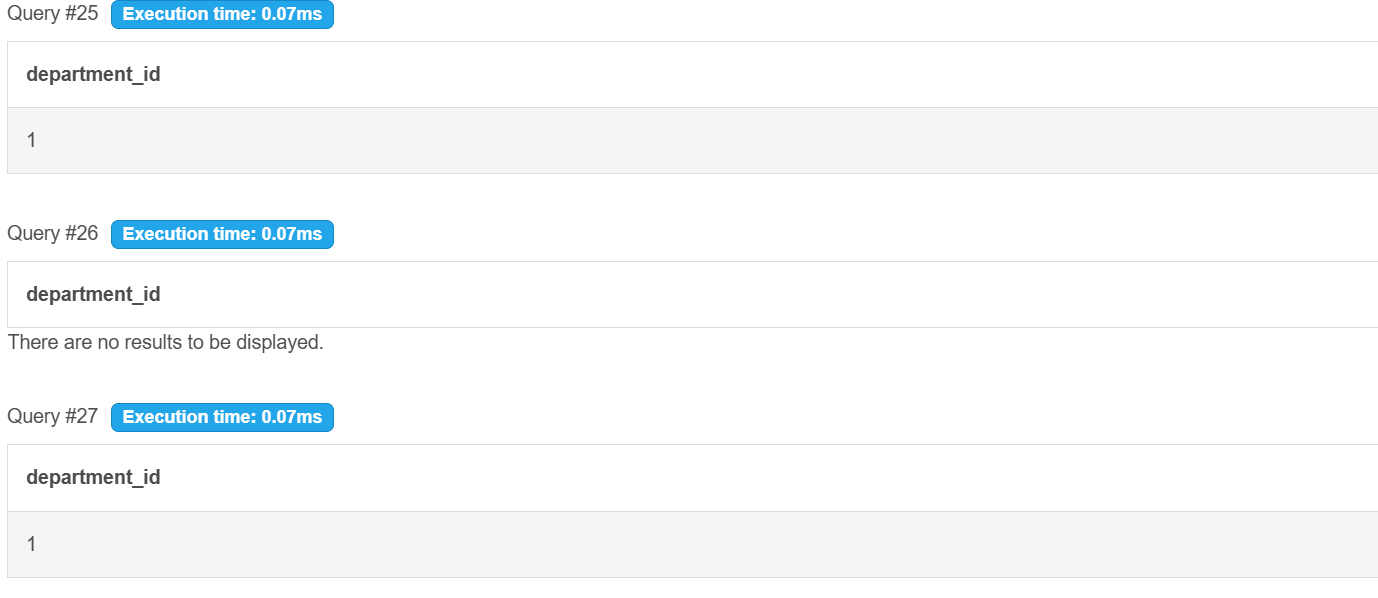 Query #25 Execution time: 0.07ms
department_id
1
Query #26 Execution time: 0.07ms
department_id
There are no results to be displayed.
Query #27 Execution time: 0.07ms
department_id
1